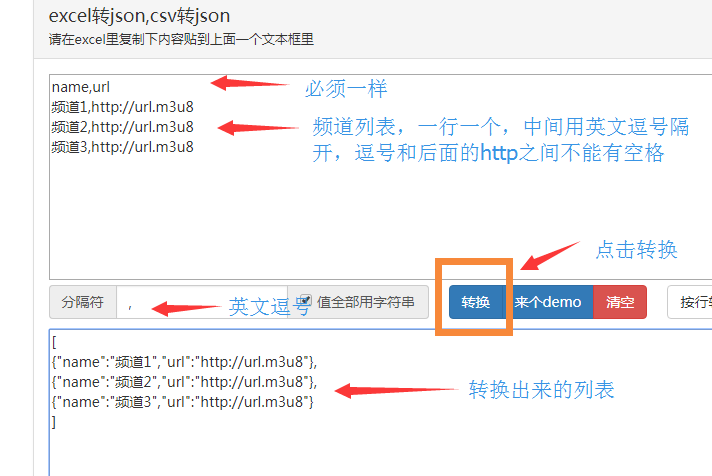 excel转json,csv转json
请在excel里复制下内容贴到上面一个文本框里
name,url
必须一样
频道1,http://url.m3u8
频道2,http://url.m3u8
频道3,http://url.m3u8
频道列表，一行一个，中间用英文逗号隔
开，逗号和后面的http之间不能有空格
点击转换
分隔符
,
英文逗号
值全部用字符串
转换
来个demo
清空
按行
[
{"name":"频道1","url":"http://url.m3u8"},
{"name":"频道2","url":"http://url.m3u8"},
{"name":"频道3","url":"http://url.m3u8"}
]
转换出来的列表